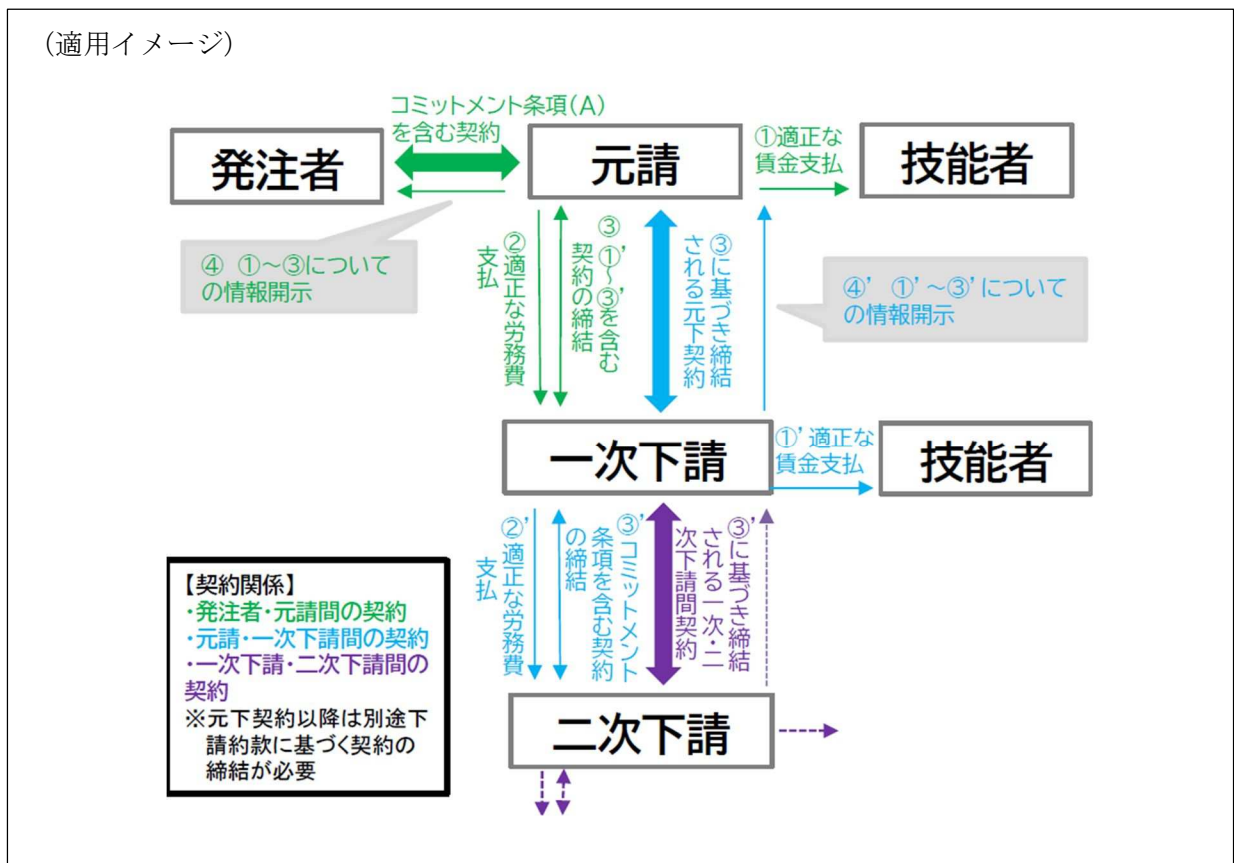 （適用イメージ）
コミットメント条項(A)
を含む契約
発注者
元請
①適正な
賃金支払
技能者
④　①～③について
の情報開示
②適正な労務費
支払
③　①’～③’を含む
契約の締結
③に基づき締結
される元下契約
④’　①’～③’について
の情報開示
一次下請
①’適正な
賃金支払
技能者
②’適正な労務費
支払
③’コミットメント
条項を含む契約
の締結
③’に基づき締結
される一次・二
次下請間契約
二次下請
【契約関係】
・発注者・元請間の契約
・元請・一次下請間の契約
・一次下請・二次下請間の
契約
※元下契約以降は別途下
請約款に基づく契約の
締結が必要